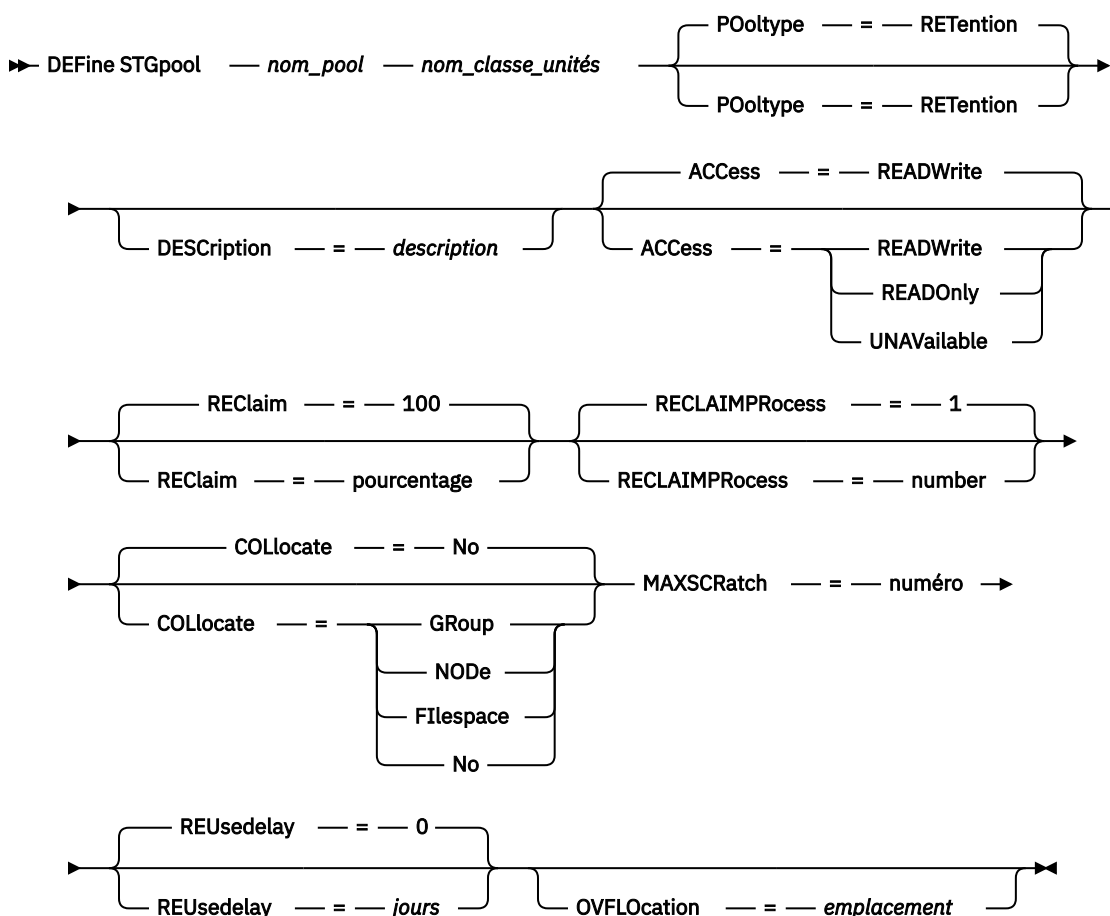 POoltype = RETention
DEFine STGpool nom_pool nom_classe_unités
POoltype = RETention
ACCess = READWrite
DESCription = description ACCess = READWrite
READOnly
UNAVailable
REClaim = 100 RECLAIMPRocess = 1
REClaim = pourcentage RECLAIMPRocess = number
COLlocate = No
MAXSCRatch = numéro
COLlocate = GRoup
NODe
FIlespace
No
REUsedelay = 0
REUsedelay = jours OVFLOcation = emplacement